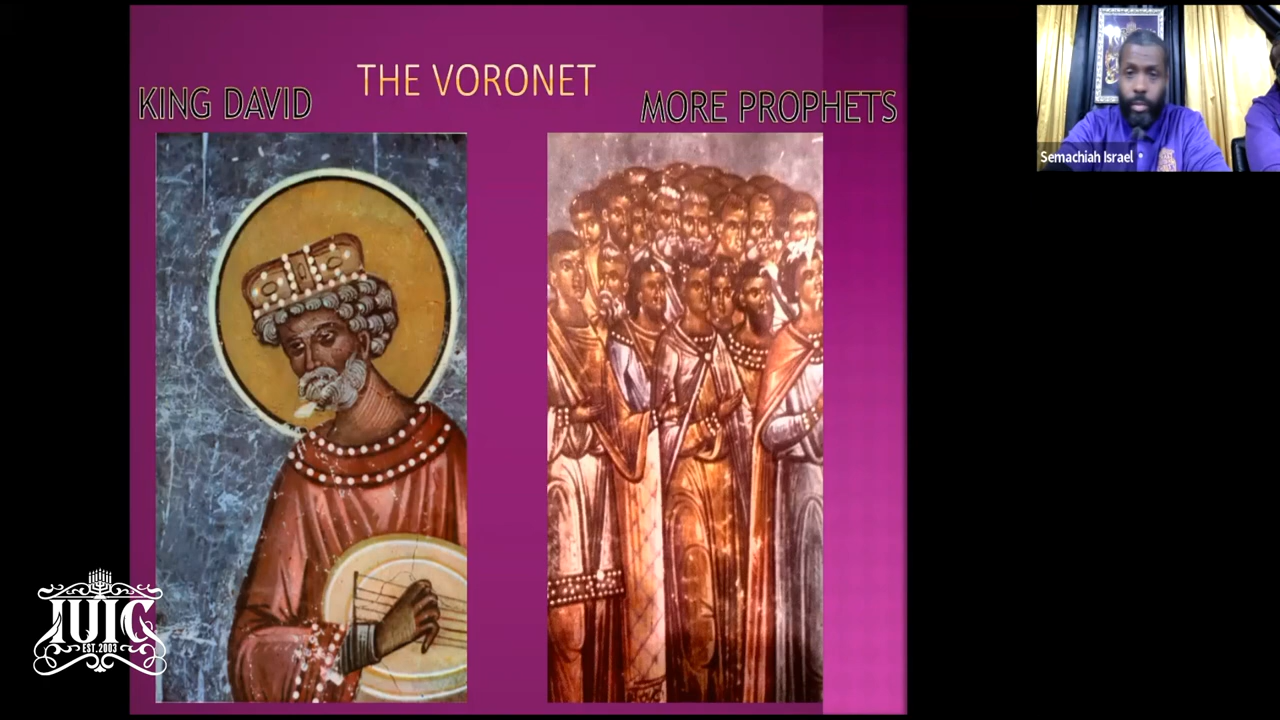 THE VORONET
KING DAVID
MORE PROPHETS
Semachiah Israel
IUIC
EST. 2003